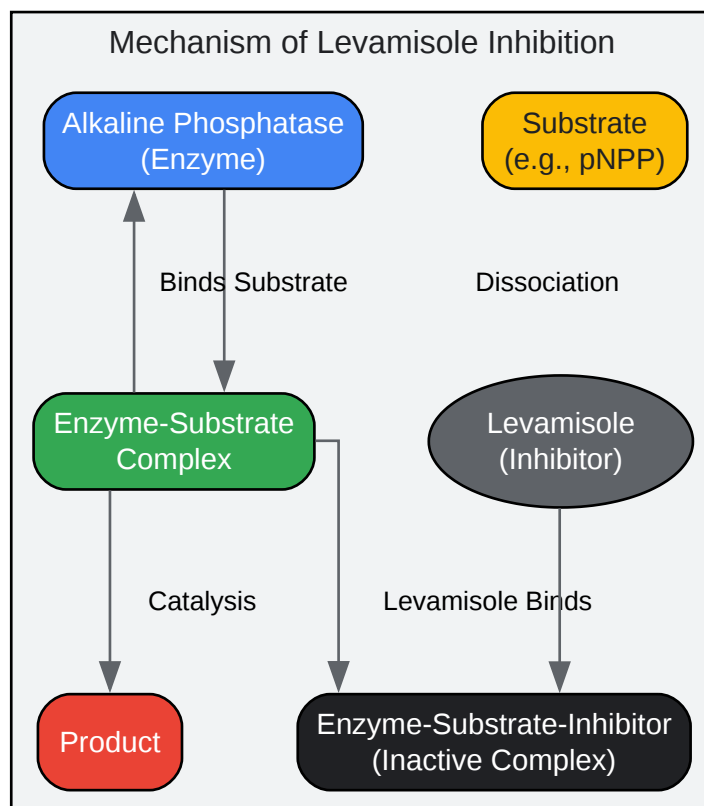 Mechanism of Levamisole Inhibition
Alkaline Phosphatase
(Enzyme)
Substrate
(e.g., pNPP)
Binds Substrate
Dissociation
Enzyme-Substrate
Complex
Levamisole
(Inhibitor)
Catalysis
Levamisole Binds
Product
Enzyme-Substrate-Inhibitor
(Inactive Complex)